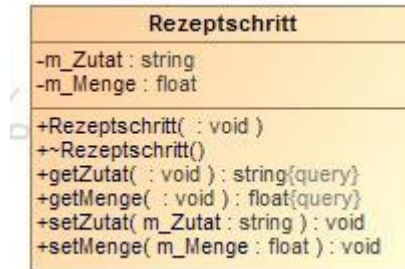 Rezeptschritt
-m_Zutat : string
-m_Menge : float
+Rezeptschritt( : void )
+~Rezeptschritt()
+getZutat( : void ) : string{query}
+getMenge( : void ) : float{query}
+setZutat( m_Zutat : string ) : void
+setMenge( m_Menge : float ) : void